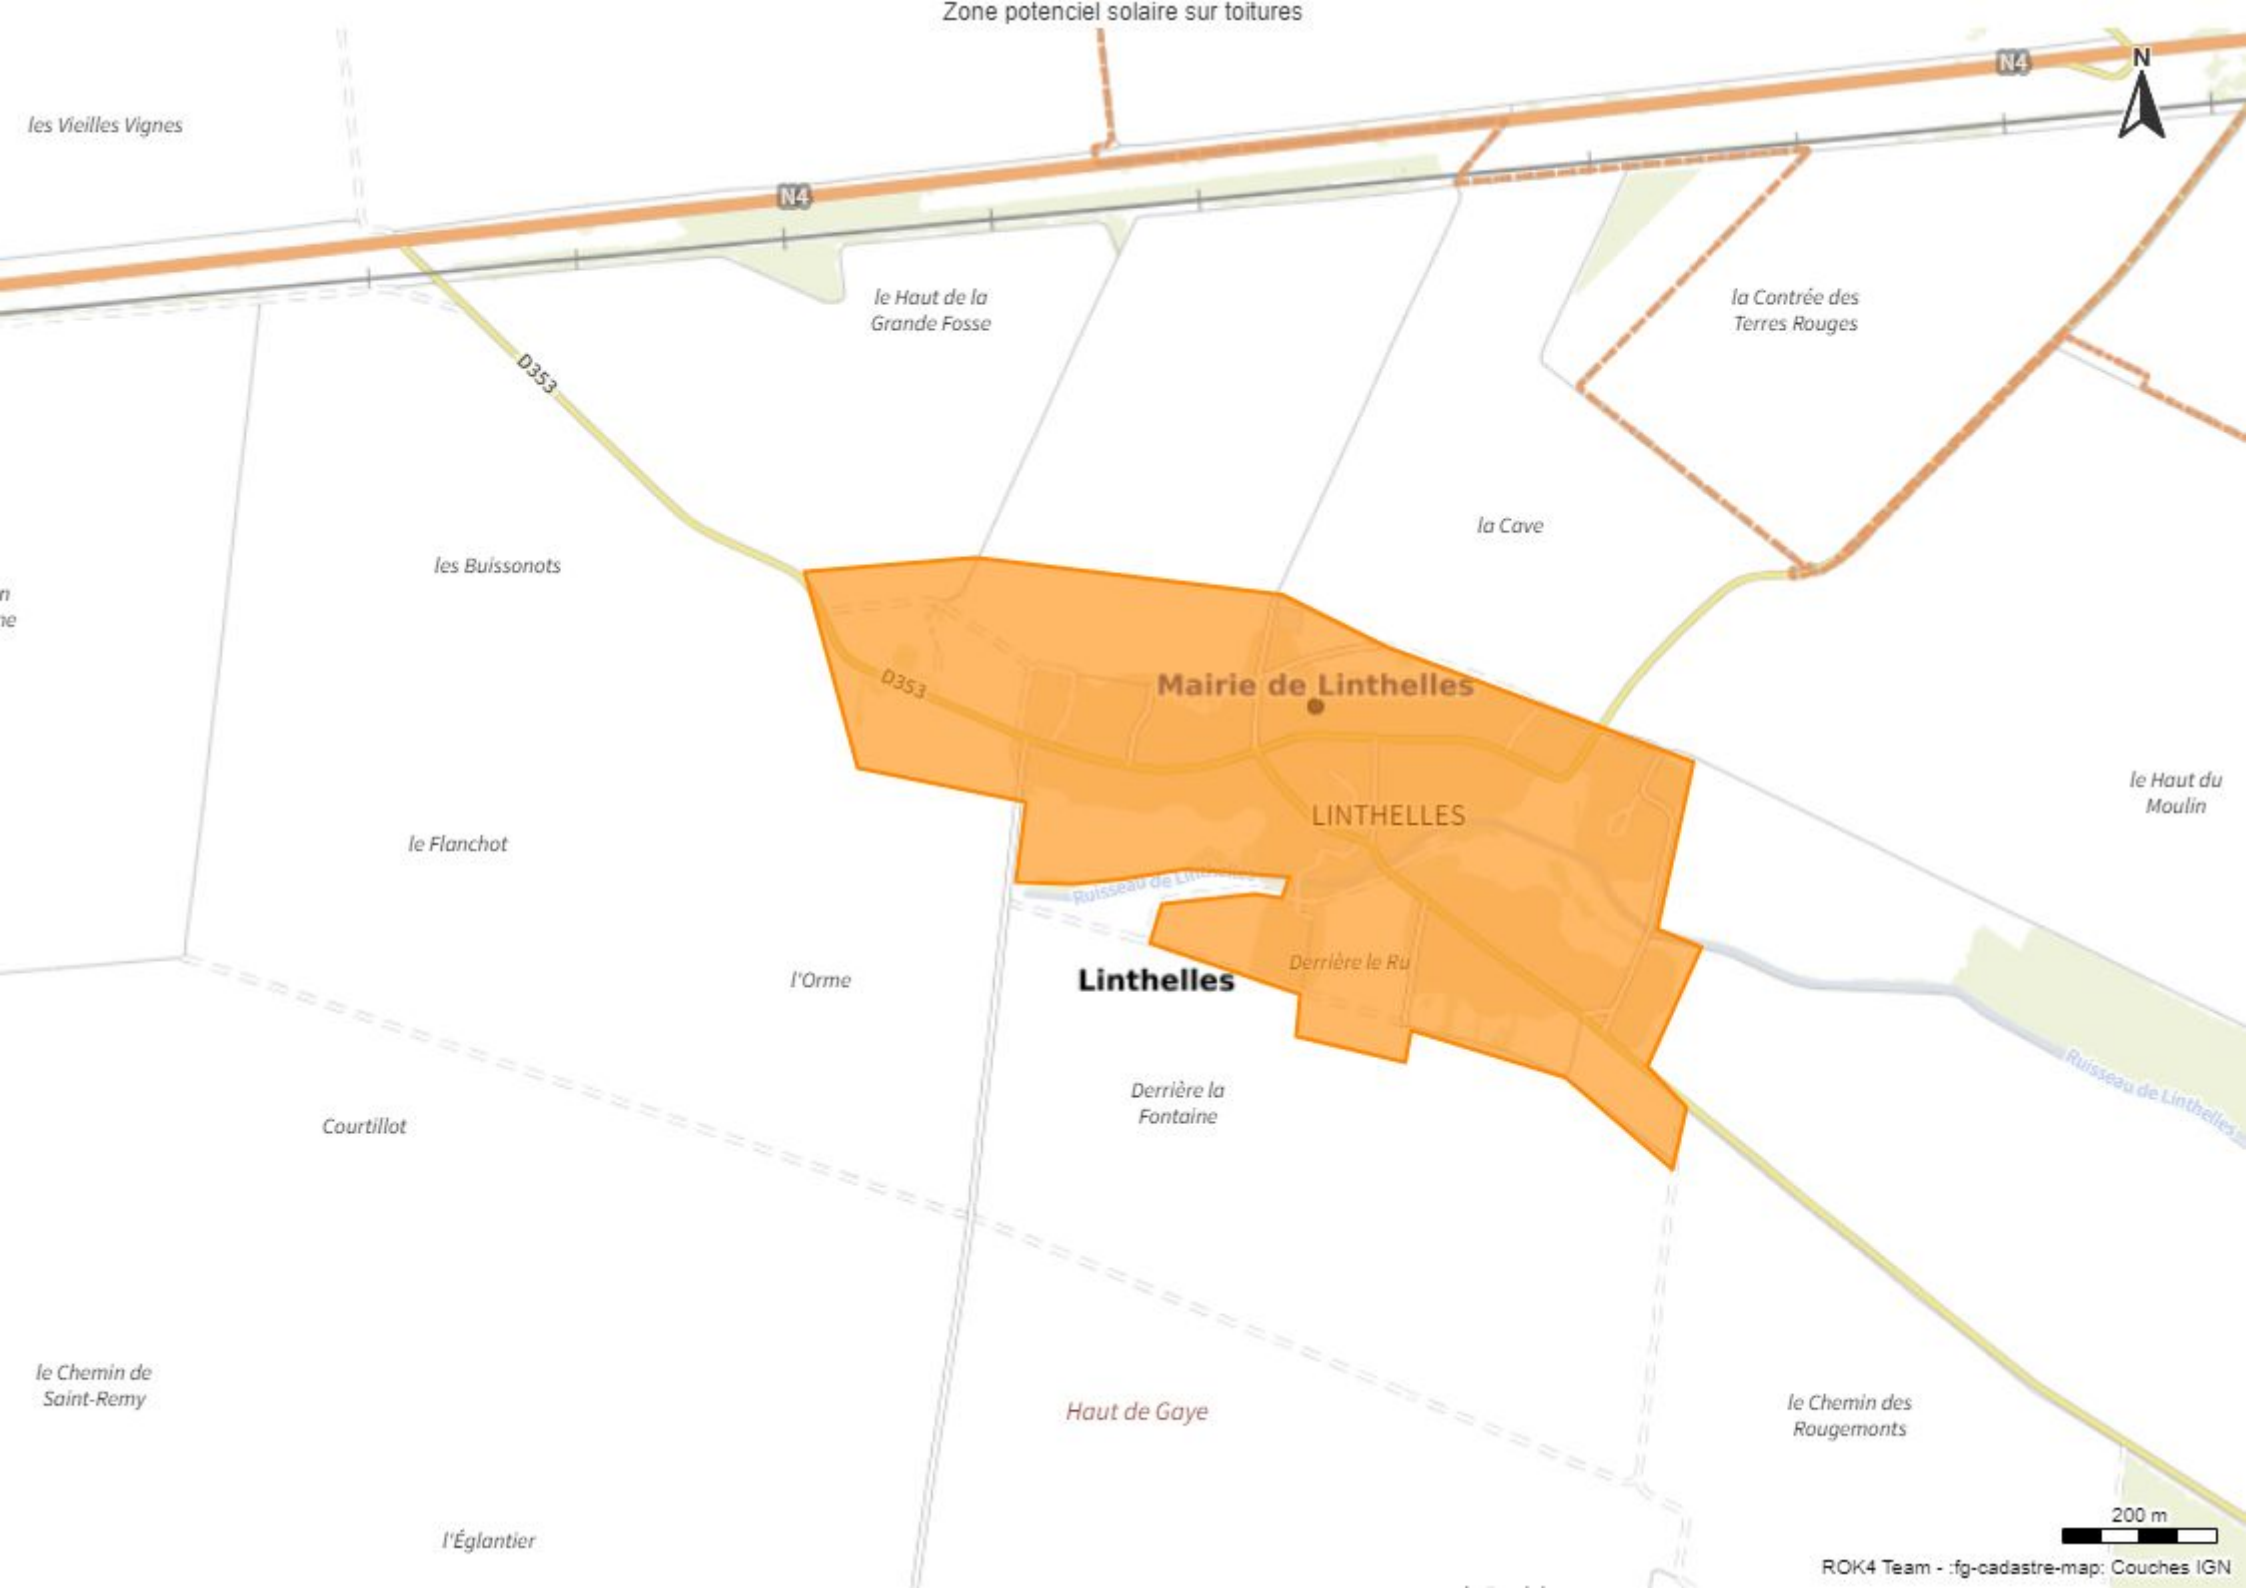 Zone potenciel solaire sur toitures
N4
N
les Vieilles Vignes
N4
le Haut de la
Grande Fosse
la Contrée des
Terres Rouges
D353
la Cave
les Buissonots
n
ne
D353
Mairie de Linthelles
le Haut du
Moulin
LINTHELLES
le Flanchot
Ruisseau de Linthelles
Derrière le Ru
l'Orme
Linthelles
Ruisseau de Linthelles
Derrière la
Fontaine
Courtillot
le Chemin de
Saint-Remy
Haut de Gaye
le Chemin des
Rougemonts
l'Églantier
200 m
ROK4 Team - :fg-cadastre-map: Couches IGN